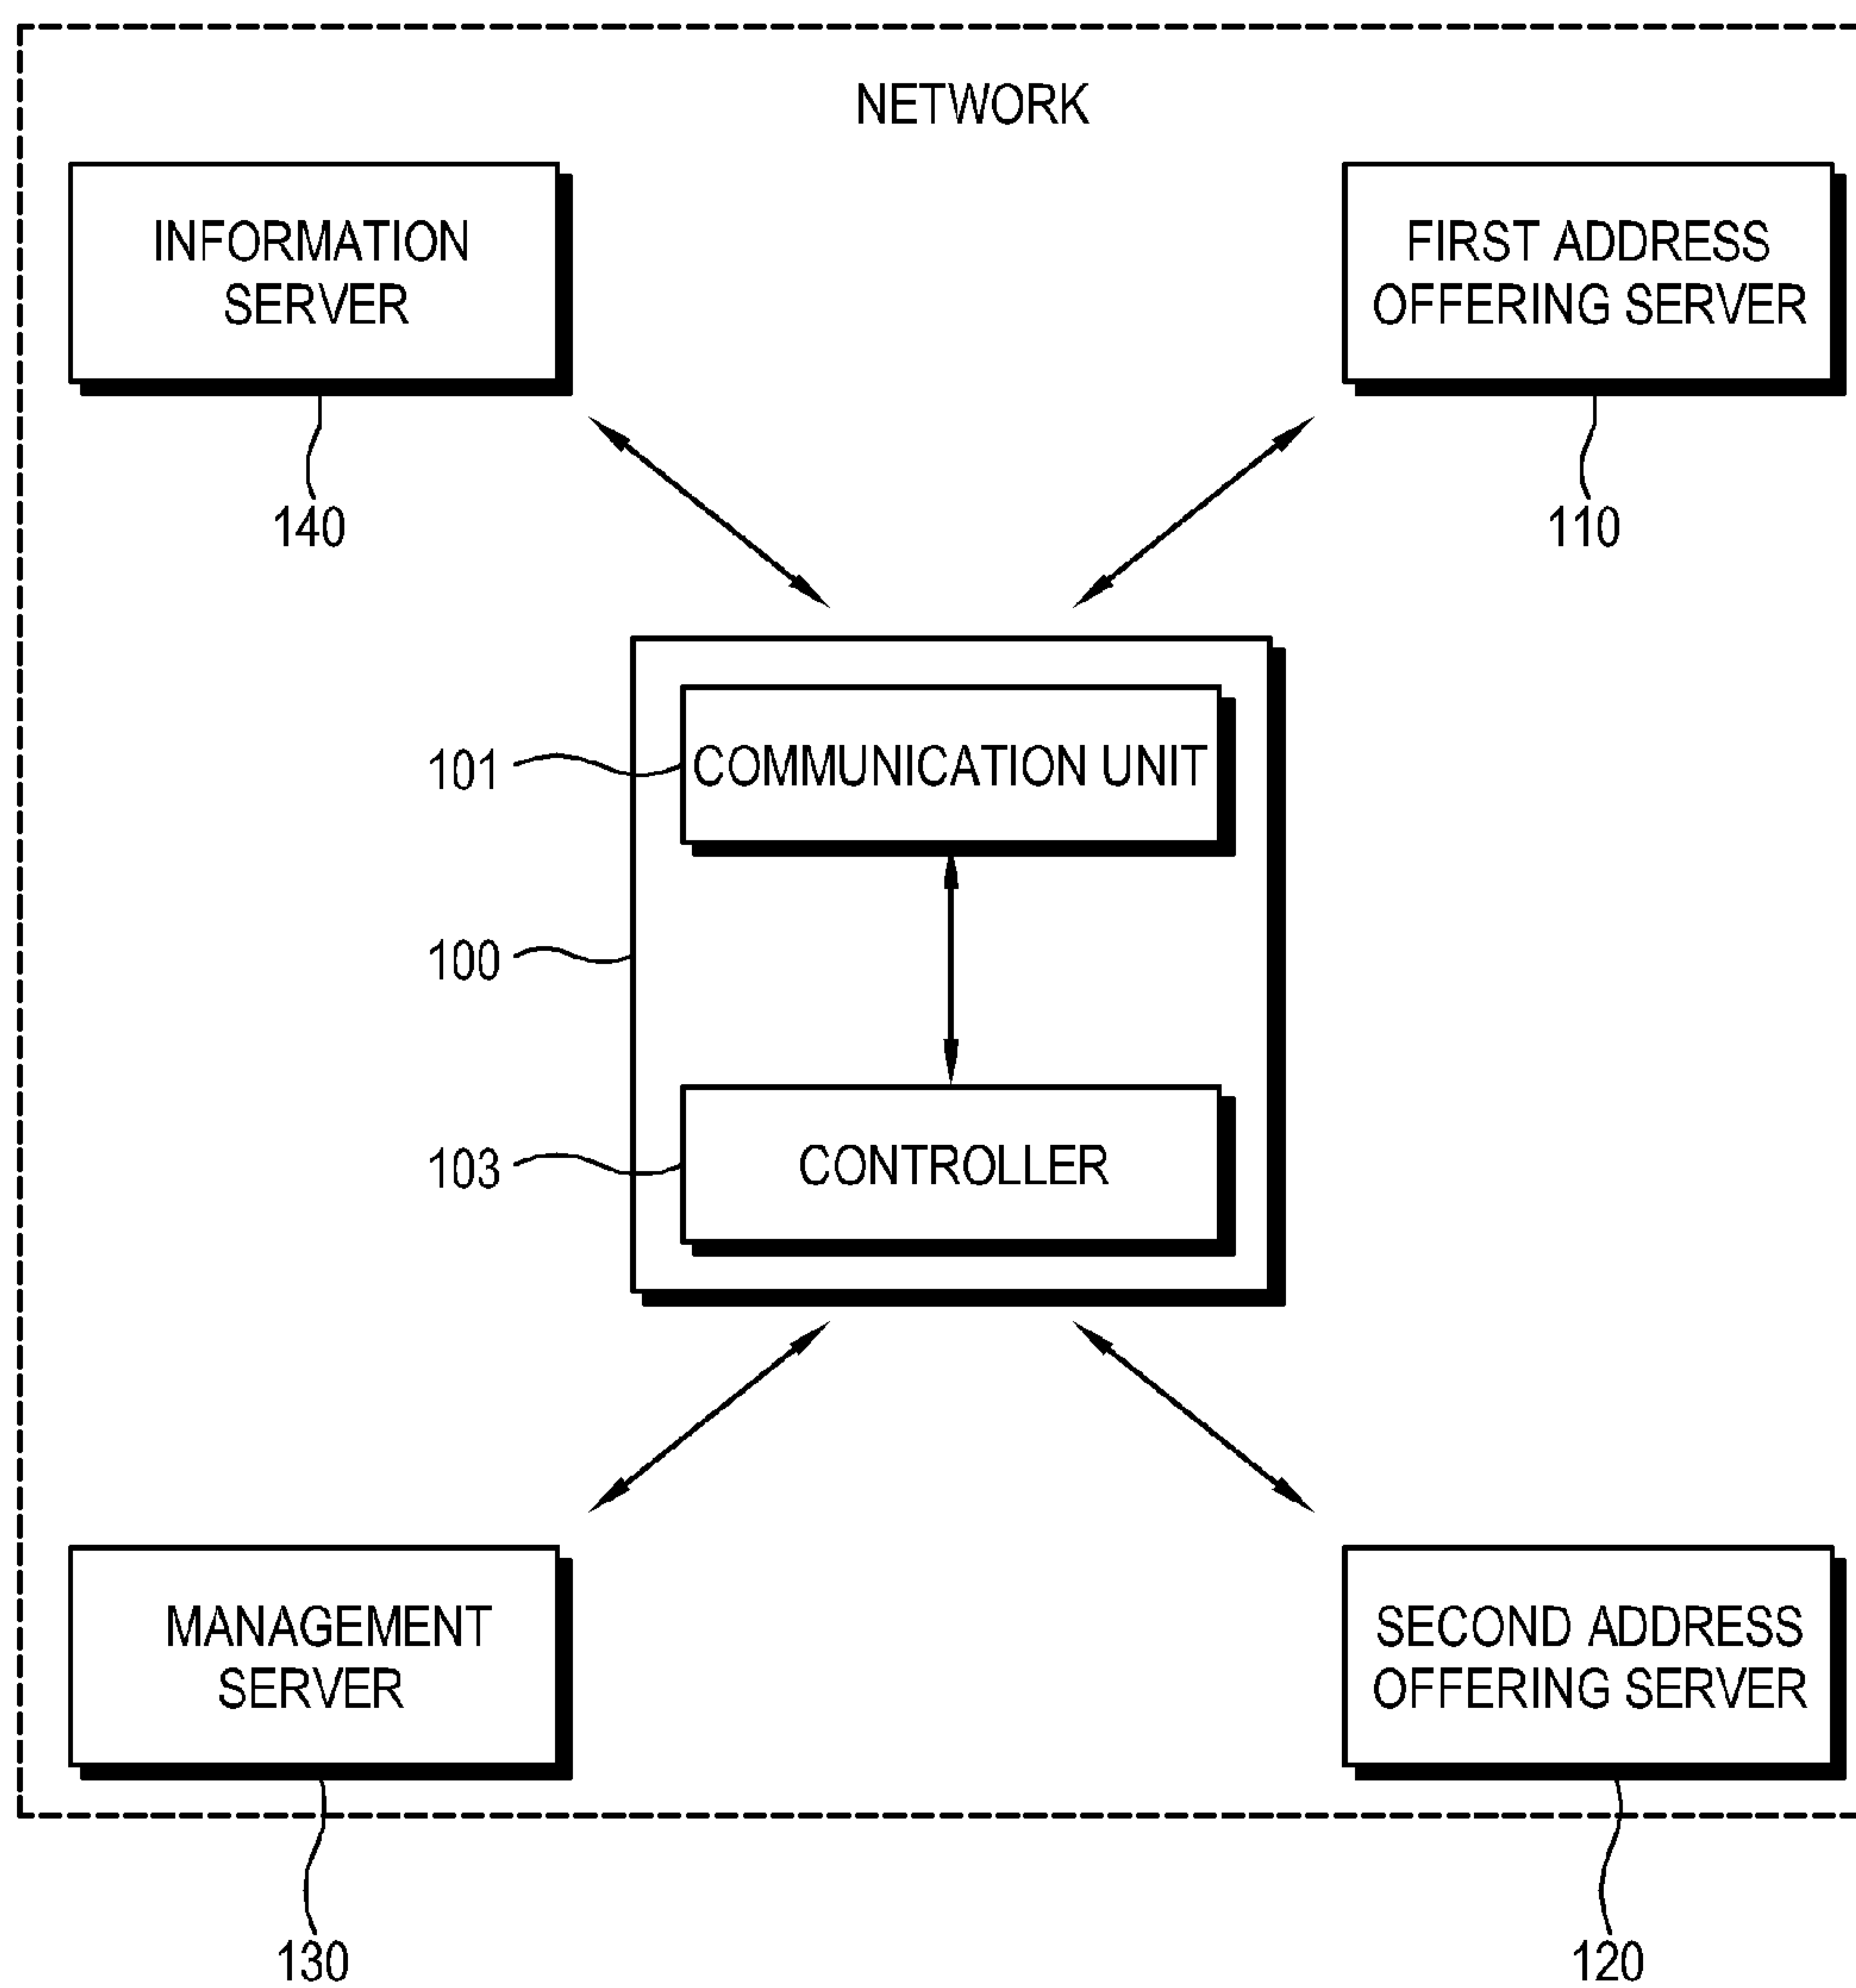 NETWORK
INFORMATION
SERVER
140
FIRST ADDRESS
OFFERING SERVER
110
101
COMMUNICATION UNIT
100
103
CONTROLLER
MANAGEMENT
SERVER
130
SECOND ADDRESS
OFFERING SERVER
120